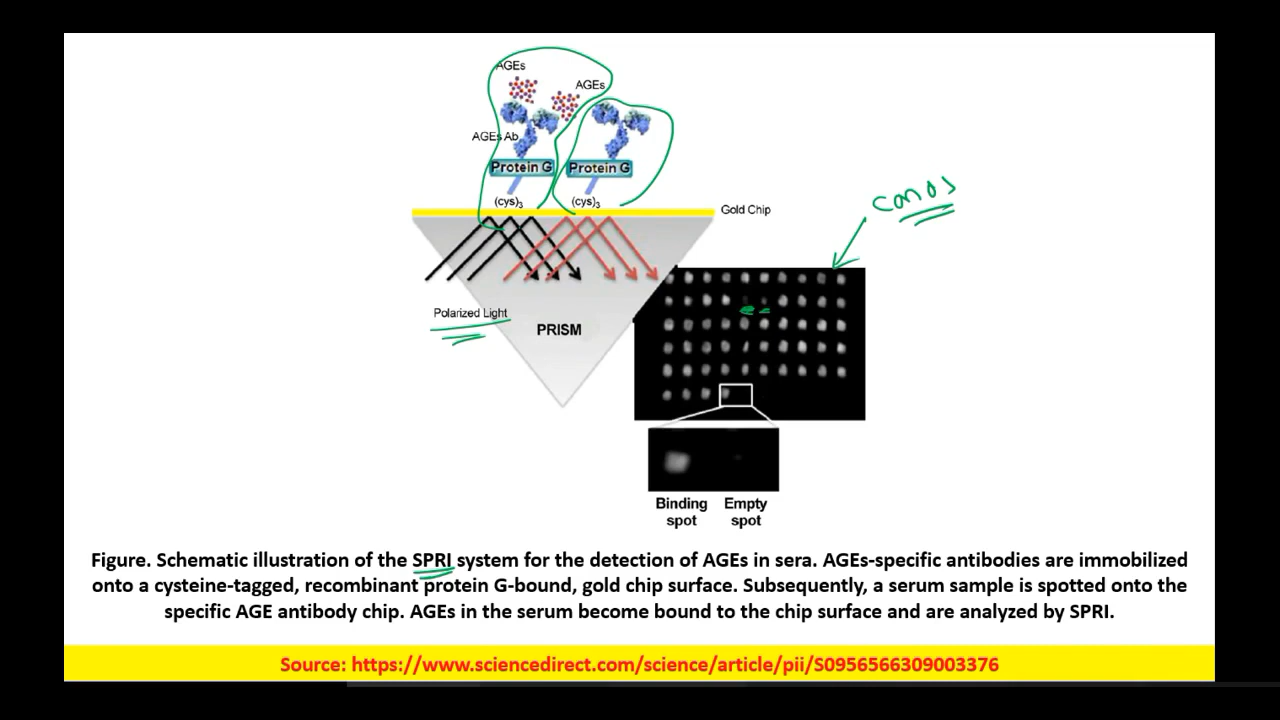 AGEs
AGEs
AGEs Ab
Protein G
Protein G
(cys)3
(cys)3
Gold Chip
Polarized Light
PRISM
Binding spot
Empty spot
Figure. Schematic illustration of the SPRI system for the detection of AGEs in sera. AGEs-specific antibodies are immobilized
onto a cysteine-tagged, recombinant protein G-bound, gold chip surface. Subsequently, a serum sample is spotted onto the
specific AGE antibody chip. AGEs in the serum become bound to the chip surface and are analyzed by SPRI.
Source: https://www.sciencedirect.com/science/article/pii/S0956566309003376